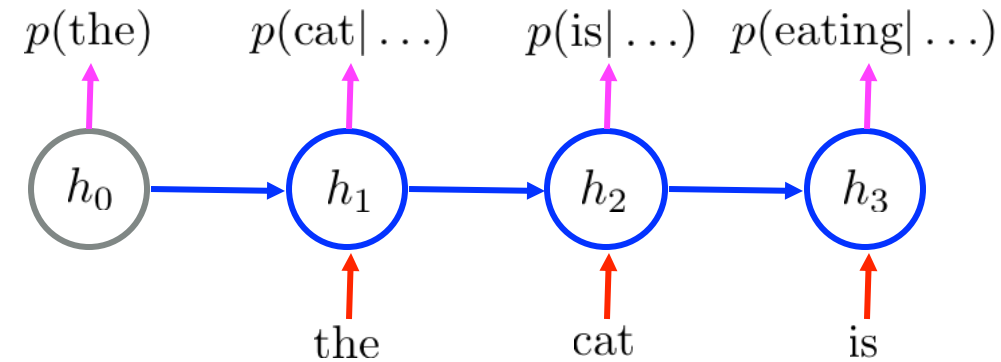 p(the) p(cat| ...) p(is| ...) p(eating| ...)
h₀ h₁ h₂ h₃
the cat is